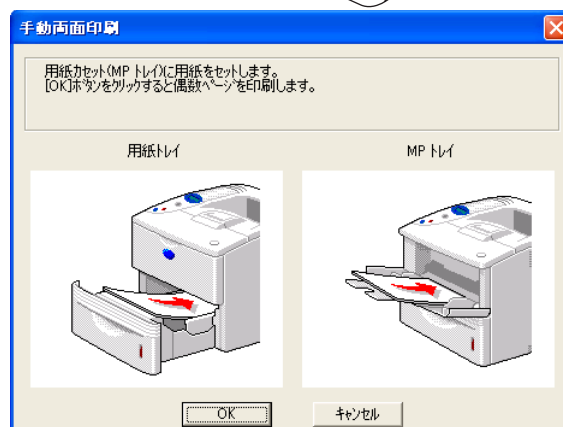 手動両面印刷
用紙カセット(MP トレイ)に用紙をセットします。
[OK]ボタンをクリックすると偶数ページを印刷します。
用紙トレイ
MP トレイ
OK
キャンセル